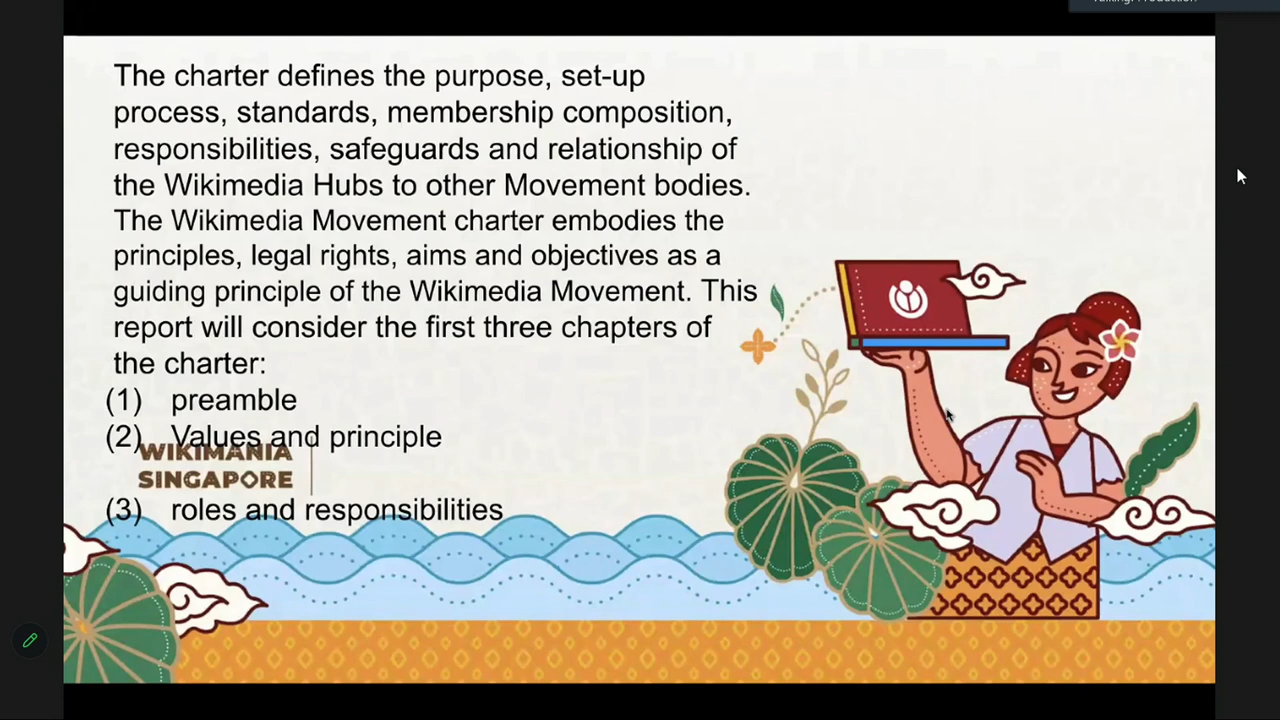 The charter defines the purpose, set-up
process, standards, membership composition,
responsibilities, safeguards and relationship of
the Wikimedia Hubs to other Movement bodies.
The Wikimedia Movement charter embodies the
principles, legal rights, aims and objectives as a
guiding principle of the Wikimedia Movement. This
report will consider the first three chapters of
the charter:
(1) preamble
(2) Values and principle
WIKIMANIA
SINGAPORE
(3) roles and responsibilities